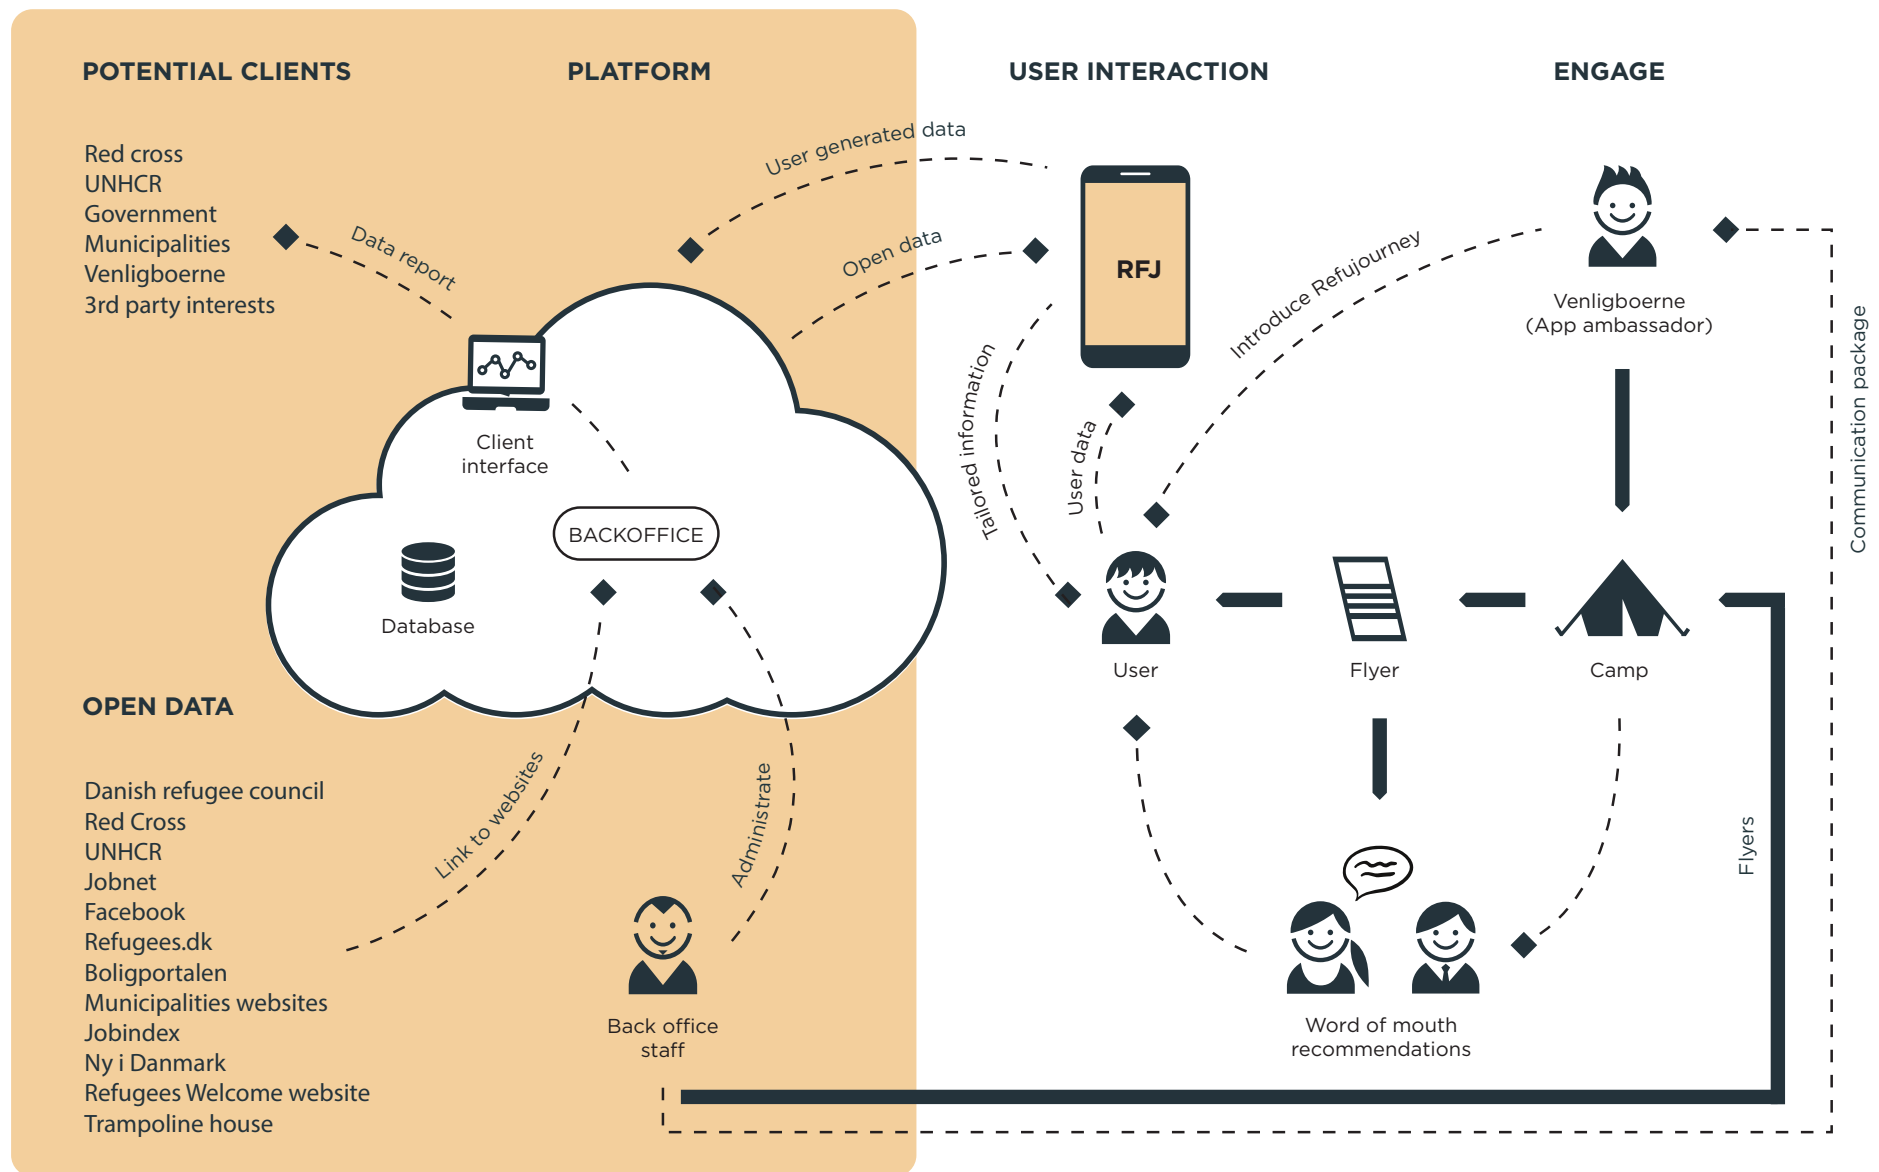 POTENTIAL CLIENTS
PLATFORM
USER INTERACTION
ENGAGE
Red cross
UNHCR
Government
Municipalities
Venligboerne
3rd party interests
Data report
User generated data
Open data
RFJ
Introduce Refujourney
Venligboerne
(App ambassador)
Communication package
Client
interface
Tailored information
User data
BACKOFFICE
Database
User
Flyer
Camp
OPEN DATA
Danish refugee council
Red Cross
UNHCR
Jobnet
Facebook
Refugees.dk
Boligportalen
Municipalities websites
Jobindex
Ny i Danmark
Refugees Welcome website
Trampoline house
Link to websites
Administrate
Back office
staff
Word of mouth
recommendations
Flyers